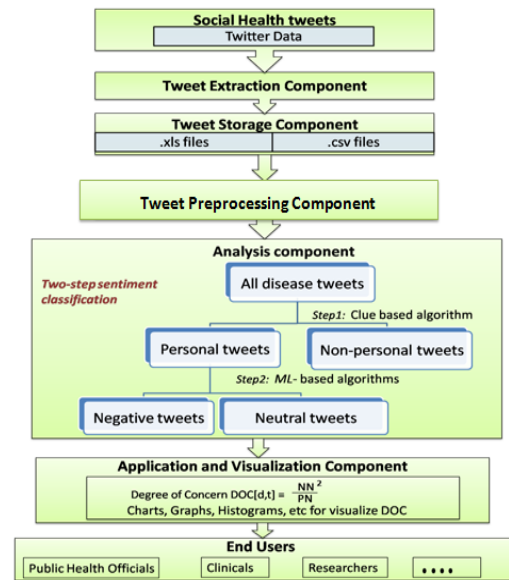 Social Health tweets
Twitter Data
Tweet Extraction Component
Tweet Storage Component
.xls files
.csv files
Tweet Preprocessing Component
Analysis component
Two-step sentiment
classification
All disease tweets
Step1: Clue based algorithm
Personal tweets
Non-personal tweets
Step2: ML- based algorithms
Negative tweets
Neutral tweets
Application and Visualization Component
Degree of Concern DOC[d,t] = NN²/PN
Charts, Graphs, Histograms, etc for visualize DOC
End Users
Public Health Officials
Clinicals
Researchers
....